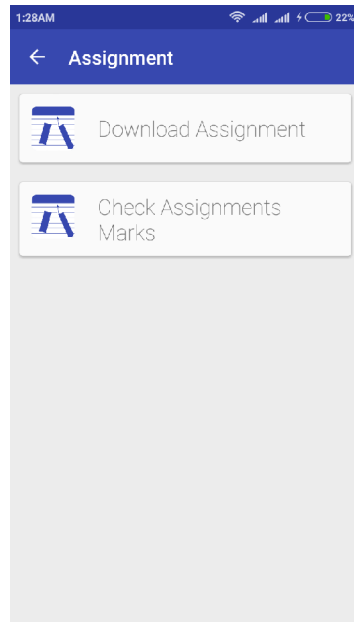 1:28AM 22%
Assignment
Download Assignment
Check Assignments
Marks